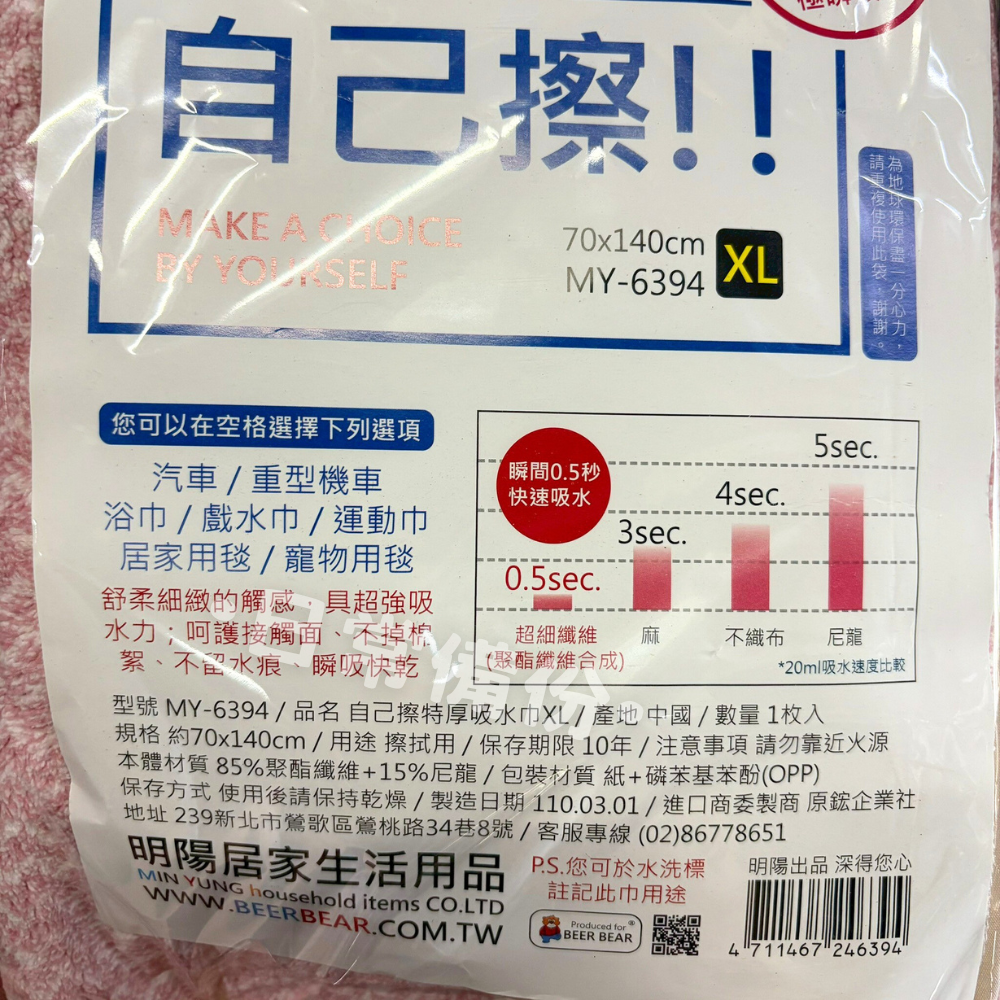 自己擦!!
MAKE A CHOICE
BY YOURSELF
70x140cm
MY-6394
XL
為地球環保盡一分心力，
請重複使用此袋，謝謝。
您可以在空格選擇下列選項
汽車 / 重型機車
浴巾 / 戲水巾 / 運動巾
居家用毯 / 寵物用毯
舒柔細緻的觸感 具超強吸
水力；呵護接觸面、不掉棉
絮、不留水痕 瞬吸快乾
瞬間0.5秒
快速吸水
0.5sec.
3sec.
4sec.
5sec.
超細纖維
(聚酯纖維合成)
麻
不織布
尼龍
*20ml吸水速度比較
日常備份。
型號 MY-6394 / 品名 自己擦特厚吸水巾XL / 產地 中國 / 數量 1枚入
規格 約70x140cm / 用途 擦拭用 / 保存期限 10年 / 注意事項 請勿靠近火源
本體材質 85%聚酯纖維+15%尼龍 / 包裝材質 紙+磷苯基苯酚(OPP)
保存方式 使用後請保持乾燥 / 製造日期 110.03.01 / 進口商委製商 原鋐企業社
地址 239新北市鶯歌區鶯桃路34巷8號 / 客服專線 (02)86778651
明陽居家生活用品
MIN YUNG household items CO.LTD
WWW.BEERBEAR.COM.TW
P.S.您可於水洗標
註記此巾用途
Produced for ®
BEER BEAR
明陽出品 深得您心
4 711467 246394